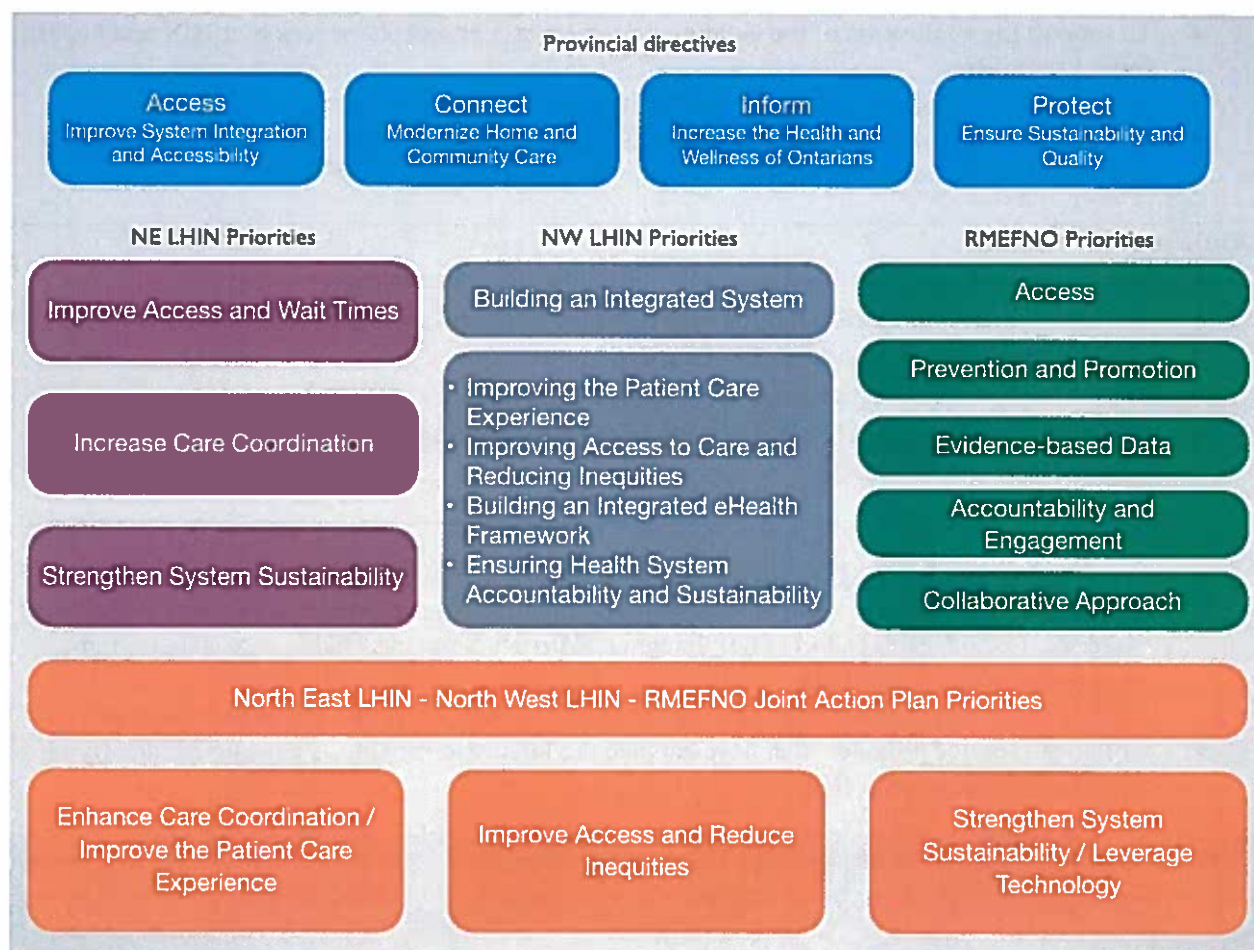 Provincial directives
Access
Improve System Integration
and Accessibility
Connect
Modernize Home and
Community Care
Inform
Increase the Health and
Wellness of Ontarians
Protect
Ensure Sustainability and
Quality
NE LHIN Priorities
Improve Access and Wait Times
Increase Care Coordination
Strengthen System Sustainability
NW LHIN Priorities
Building an Integrated System
• Improving the Patient Care
Experience
• Improving Access to Care and
Reducing Inequities
• Building an Integrated eHealth
Framework
• Ensuring Health System
Accountability and Sustainability
RMEFNO Priorities
Access
Prevention and Promotion
Evidence-based Data
Accountability and
Engagement
Collaborative Approach
North East LHIN - North West LHIN - RMEFNO Joint Action Plan Priorities
Enhance Care Coordination /
Improve the Patient Care
Experience
Improve Access and Reduce
Inequities
Strengthen System
Sustainability / Leverage
Technology